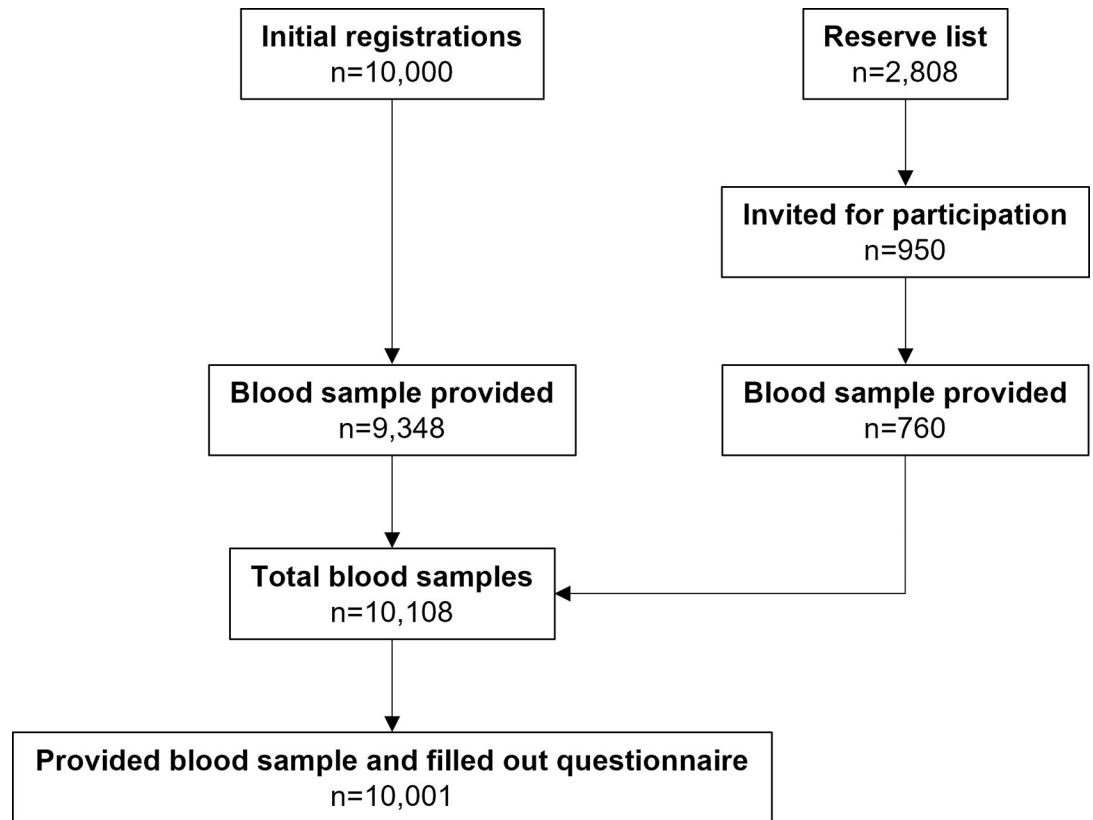 Initial registrations
n=10,000
Reserve list
n=2,808
Invited for participation
n=950
Blood sample provided
n=9,348
Blood sample provided
n=760
Total blood samples
n=10,108
Provided blood sample and filled out questionnaire
n=10,001